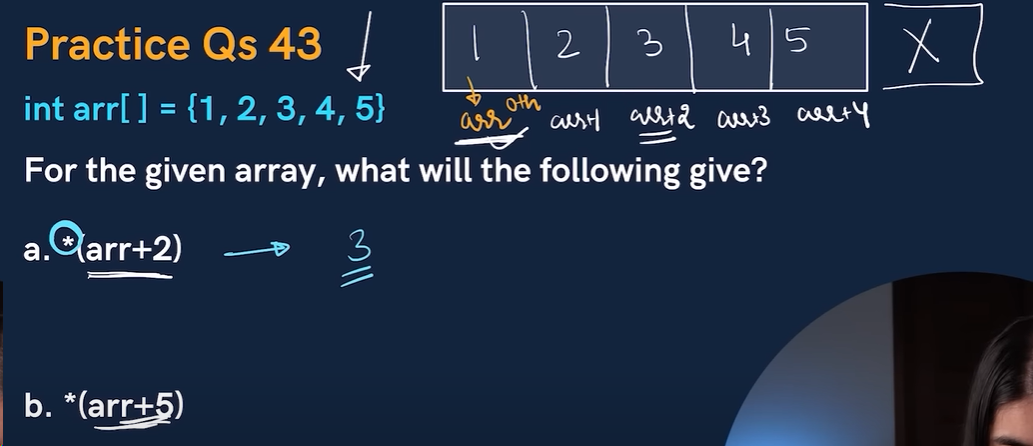 Practice Qs 43
1 2 3 4 5 X
int arr[ ] = {1, 2, 3, 4, 5}
arr 0th arr+1 arr+2 arr+3 arr+4
For the given array, what will the following give?
a. *(arr+2) → 3
b. *(arr+5)